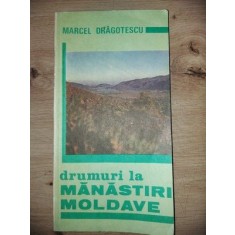 MARCEL DRĂGOTESCU
drumuri la
MĂNĂSTIRI
MOLDAVE